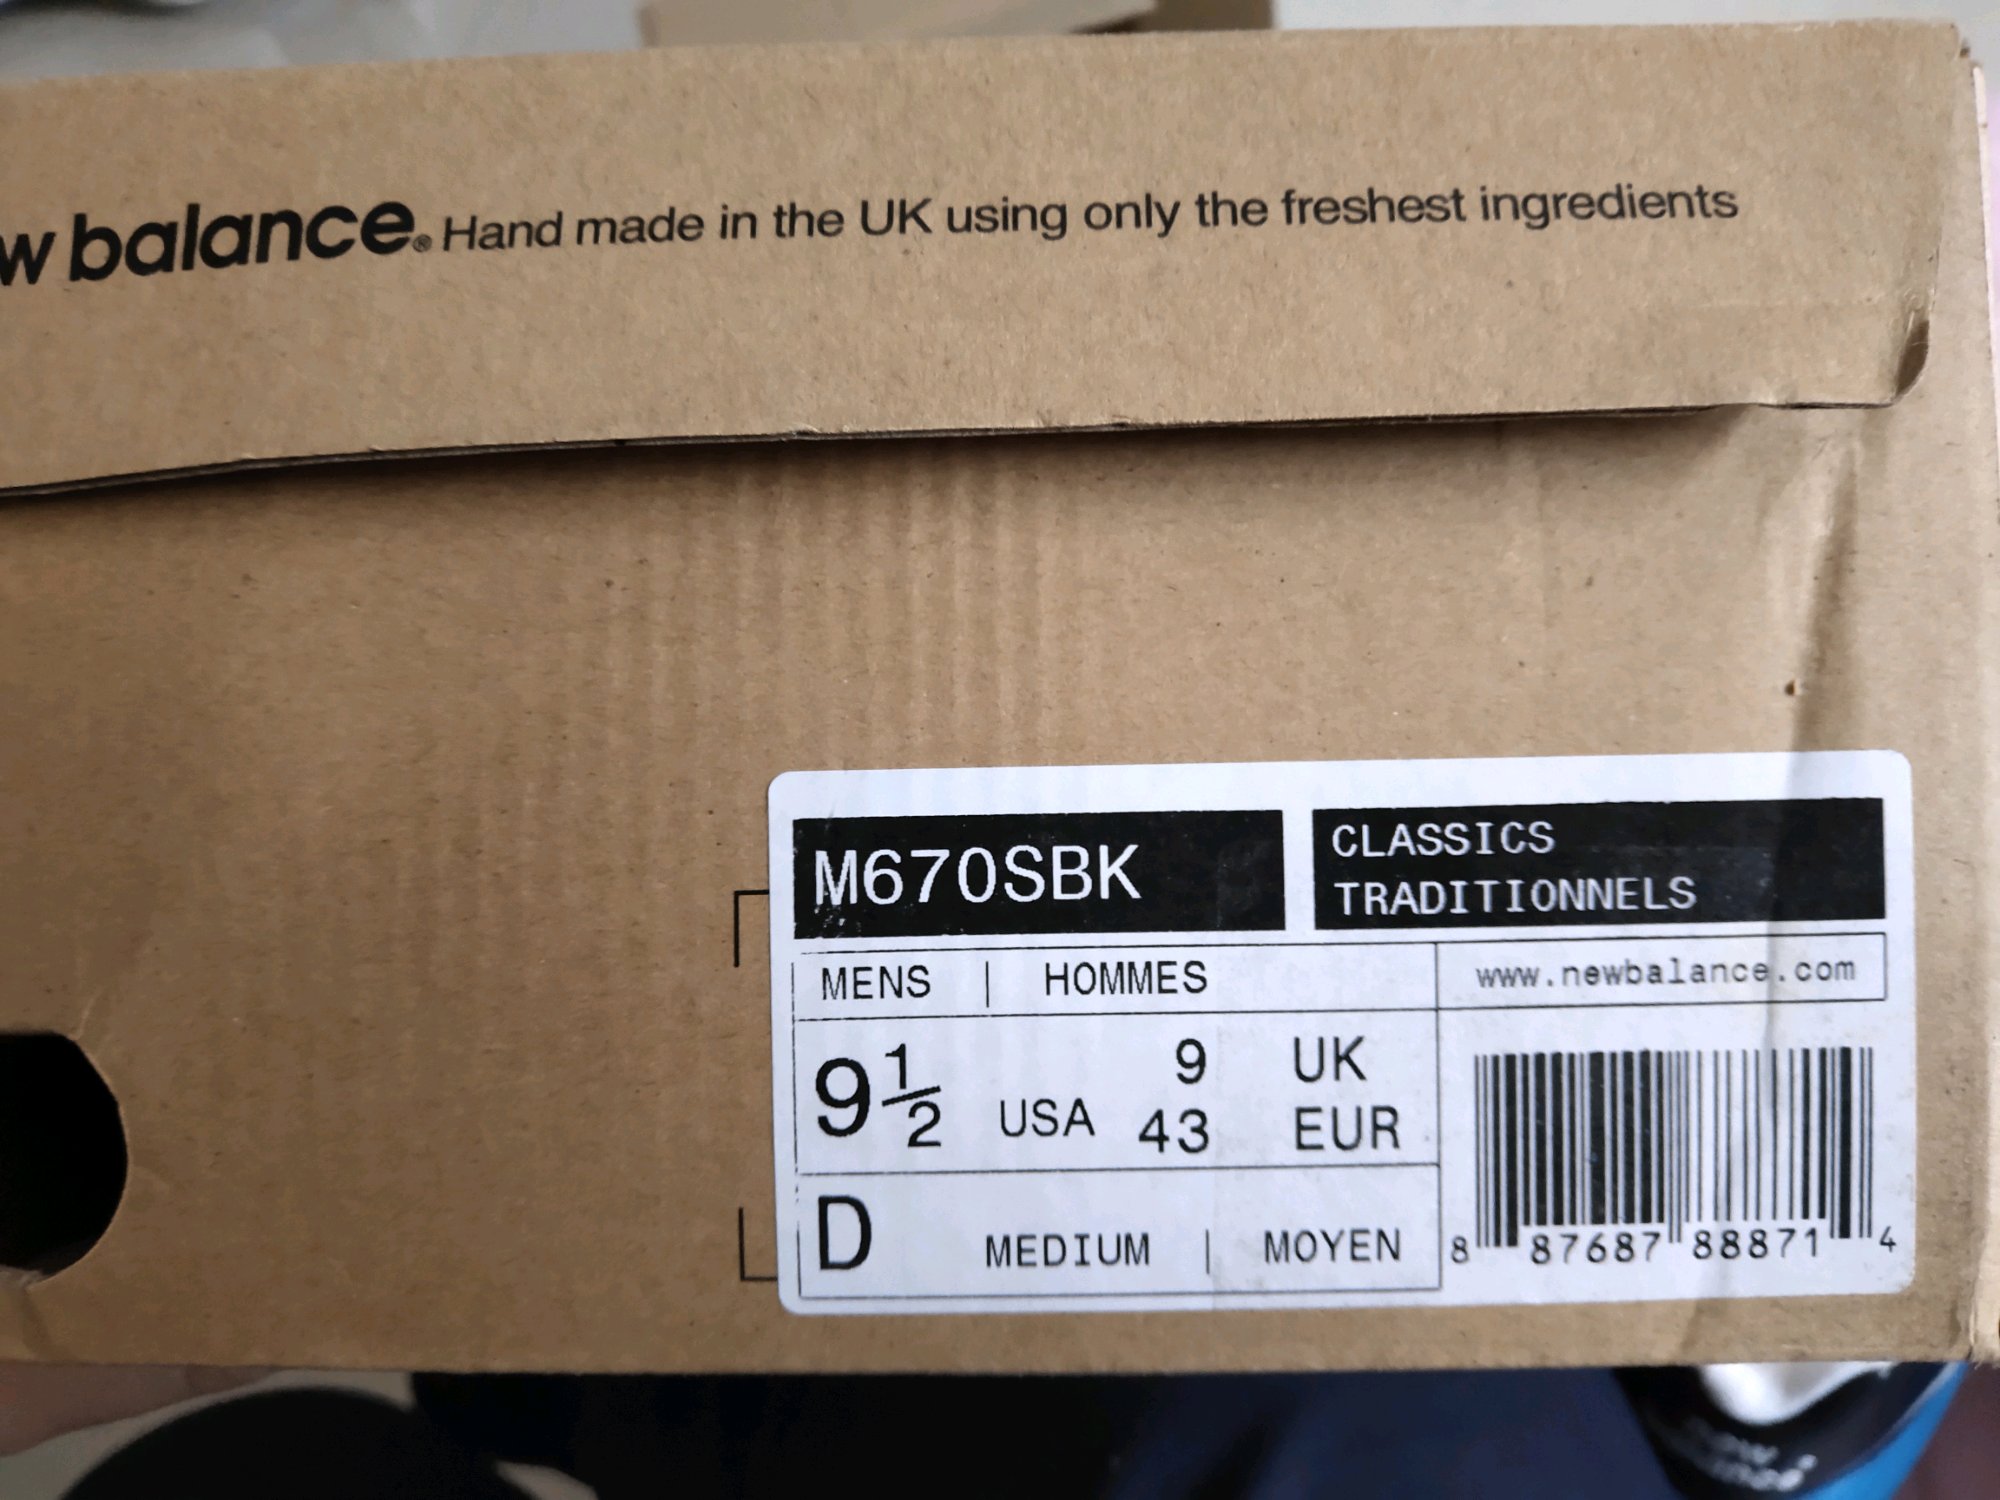 w balance® Hand made in the UK using only the freshest ingredients
M670SBK
CLASSICS
TRADITIONNELS
MENS | HOMMES
www.newbalance.com
9½ USA
9 UK
43 EUR
D MEDIUM | MOYEN
8 87687 88871 4